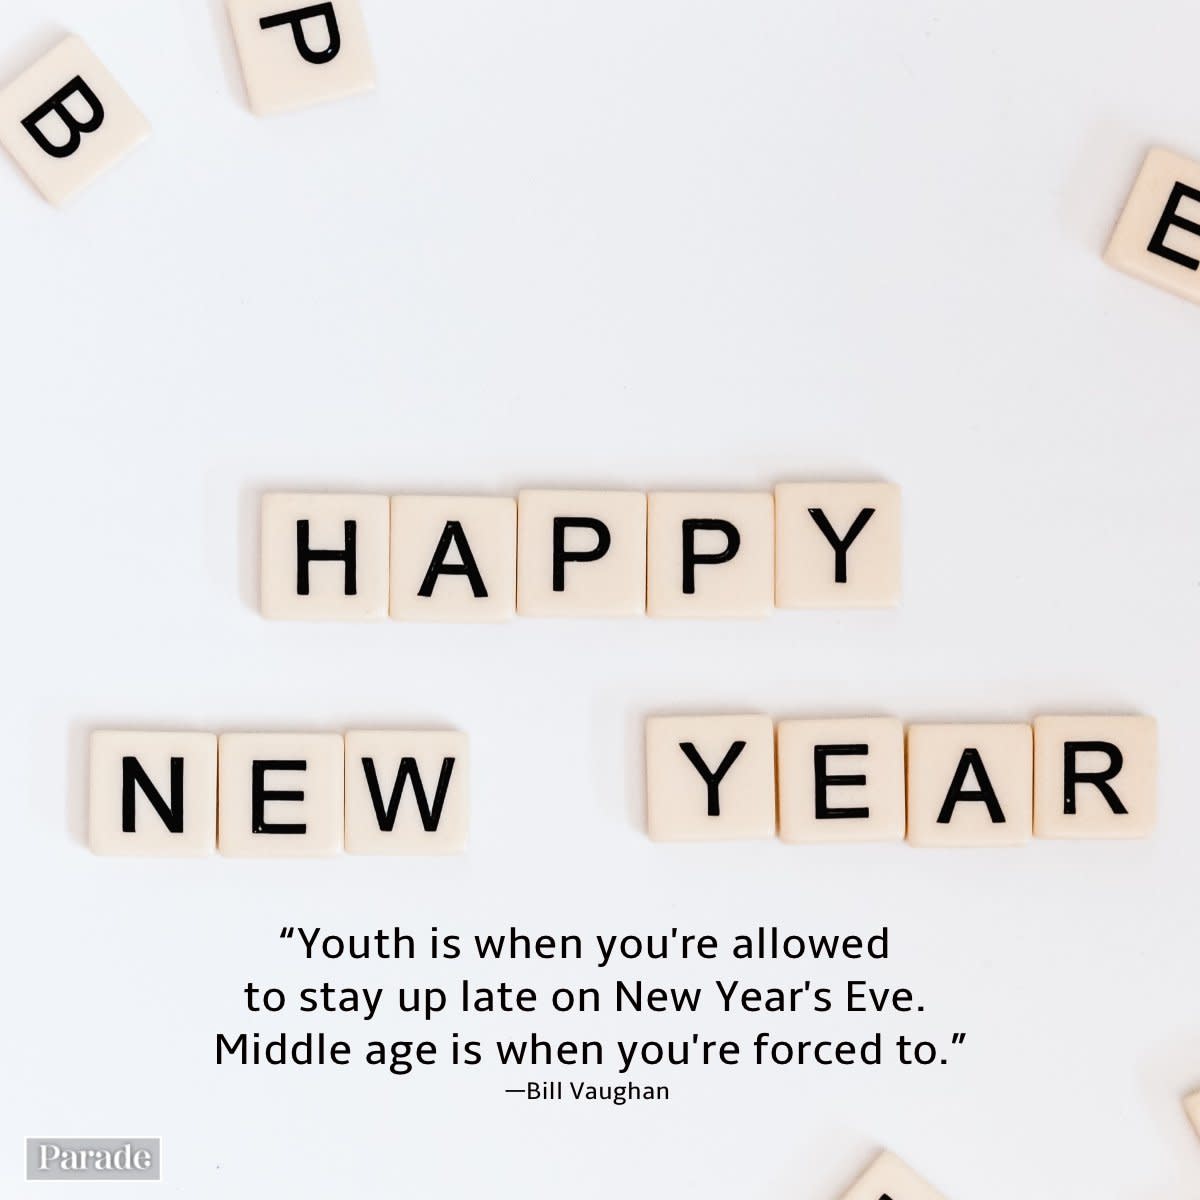 B
P
E
HAPPY
NEW YEAR
“Youth is when you're allowed
to stay up late on New Year's Eve.
Middle age is when you're forced to.”
—Bill Vaughan
Parade